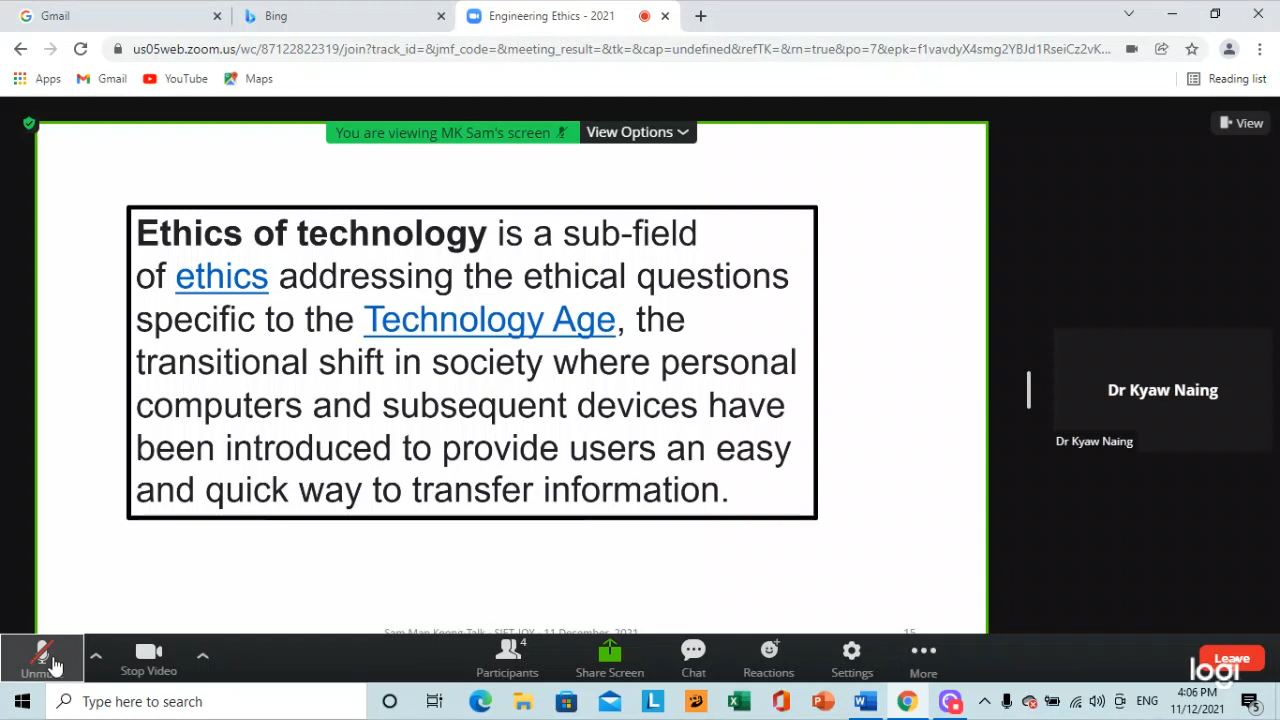 Gmail
Bing
Engineering Ethics - 2021
us05web.zoom.us/wc/87122822319/join?track_id=&jmf_code=&meeting_result=&tk=&cap=undefined&refTK=&rm=true&po=7&epk=f1vavdyX4smg2YBJd1RseiCz2vK...
Apps
Gmail
YouTube
Maps
Reading list
You are viewing MK Sam's screen
View Options
View
Ethics of technology is a sub-field
of ethics addressing the ethical questions
specific to the Technology Age, the
transitional shift in society where personal
computers and subsequent devices have
been introduced to provide users an easy
and quick way to transfer information.
Dr Kyaw Naing
Dr Kyaw Naing
15
Stop Video
4
Participants
Share Screen
Chat
Reactions
Settings
More
Leave
logi
Type here to search
ENG
4:06 PM
11/12/2021
5